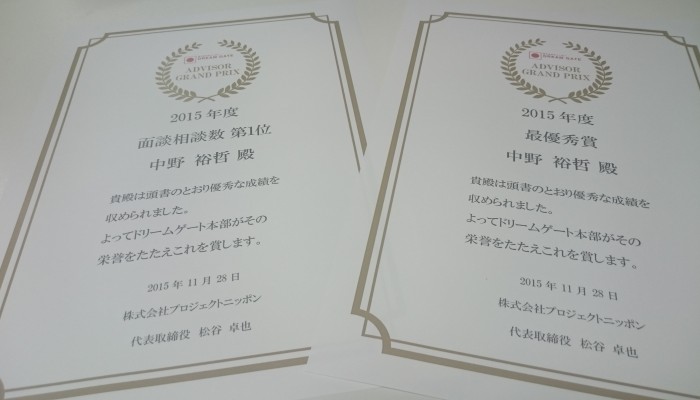 ADVISOR
GRAND PRIX
2015 年度
面談相談数 第1位
中野 裕哲 殿
貴殿は頭書のとおり優秀な成績を
収められました。
よってドリームゲート本部がその
栄誉をたたえこれを賞します。
2015 年 11 月 28 日
株式会社プロジェクトニッポン
代表取締役 松谷 卓也
ADVISOR
GRAND PRIX
2015 年度
最優秀賞
中野 裕哲 殿
貴殿は頭書のとおり優秀な成績を
収められました。
よってドリームゲート本部がその
栄誉をたたえこれを賞します。
2015 年 11 月 28 日
株式会社プロジェクトニッポン
代表取締役 松谷 卓也